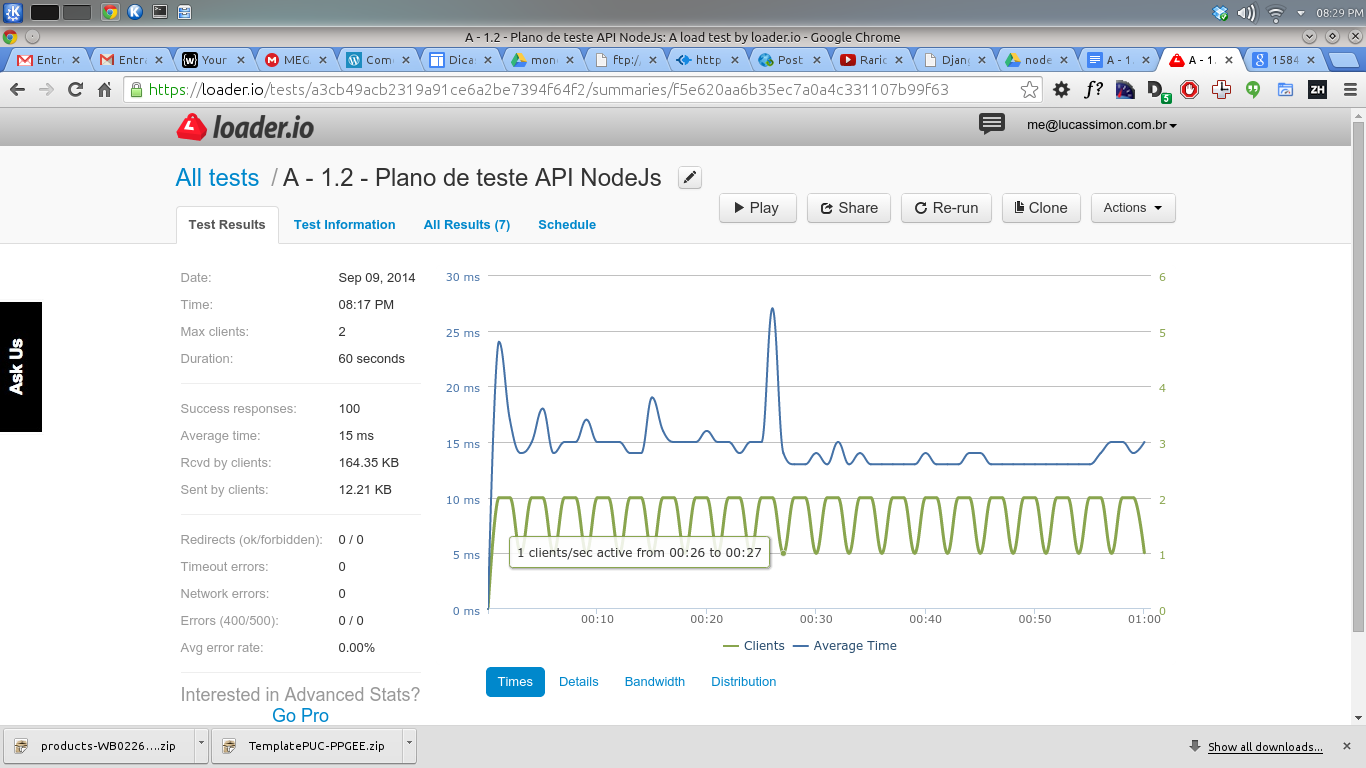 08:29 PM
A - 1.2 - Plano de teste API NodeJs: A load test by loader.io - Google Chrome
Entr Entr Your MEG Com Dica mon ftp:/ http Post Raric Djang node A - 1. A - 1. 1584
https://loader.io/tests/a3cb49acb2319a91ce6a2be7394f64f2/summaries/f5e620aa6b35ec7a0a4c331107b99f63
f? D 5 ZH
loader.io
me@lucassimon.com.br
All tests / A - 1.2 - Plano de teste API NodeJs
Play Share Re-run Clone Actions
Test Results Test Information All Results (7) Schedule
Date: Sep 09, 2014
Time: 08:17 PM
Max clients: 2
Duration: 60 seconds
Success responses: 100
Average time: 15 ms
Rcvd by clients: 164.35 KB
Sent by clients: 12.21 KB
Redirects (ok/forbidden): 0 / 0
Timeout errors: 0
Network errors: 0
Errors (400/500): 0 / 0
Avg error rate: 0.00%
Interested in Advanced Stats?
Go Pro
Ask Us
30 ms 6
25 ms 5
20 ms 4
15 ms 3
10 ms 2
5 ms 1
0 ms 0
1 clients/sec active from 00:26 to 00:27
00:10 00:20 00:30 00:40 00:50 01:00
Clients Average Time
Times Details Bandwidth Distribution
products-WB0226....zip
TemplatePUC-PPGEE.zip
Show all downloads...